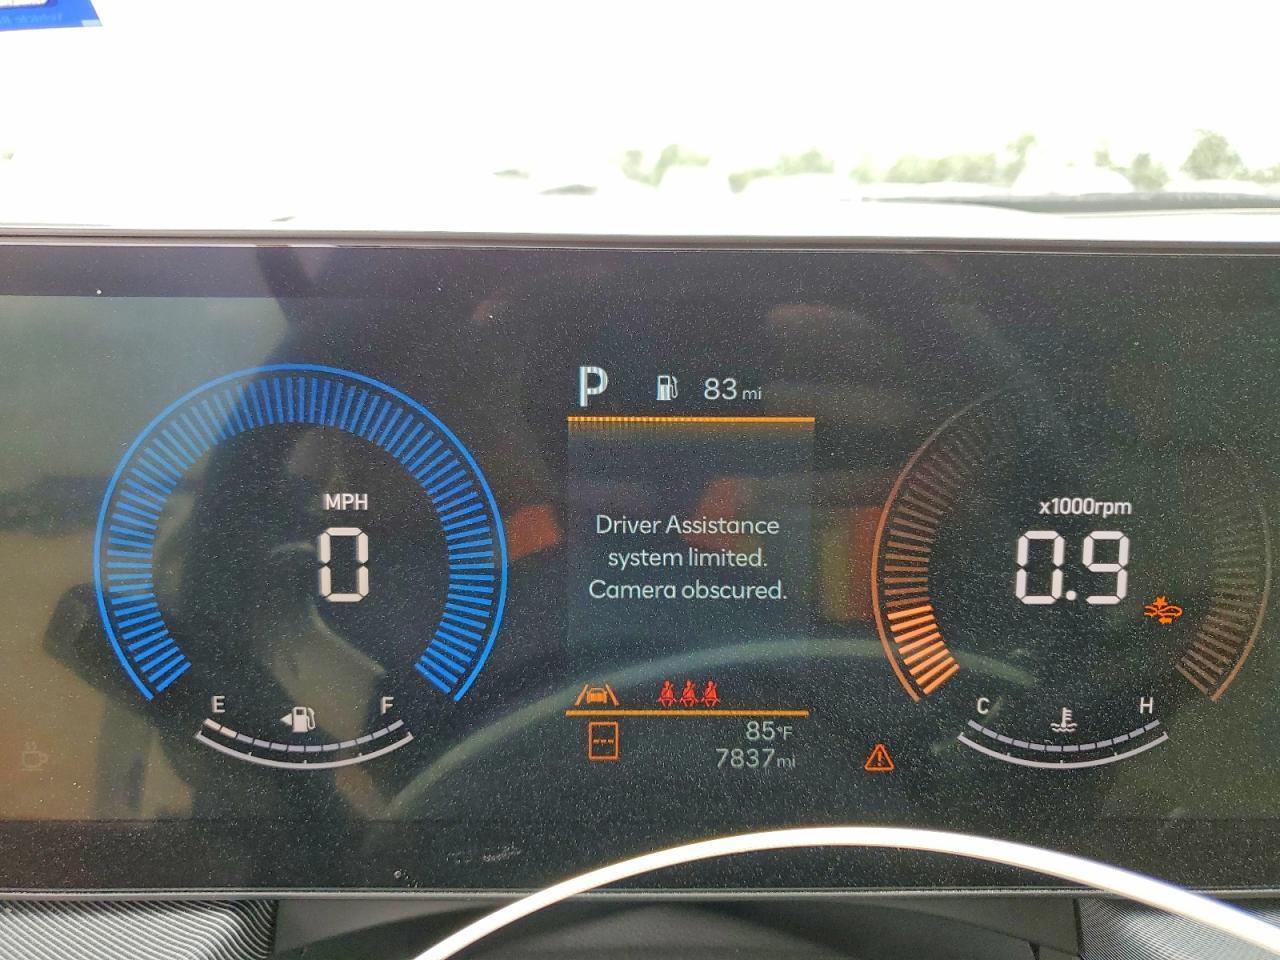 P 83 mi
MPH
0
Driver Assistance
system limited.
Camera obscured.
x1000rpm
0.9
E F
C H
85°F
7837mi